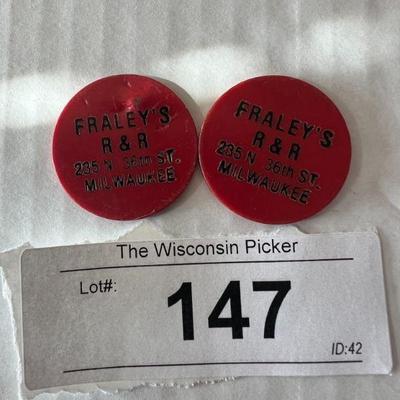 FRALEY'S
R & R
235 N 36th ST.
MILWAUKEE
FRALEY'S
R & R
235 N 36th ST.
MILWAUKEE
The Wisconsin Picker
Lot#:
147
ID:42